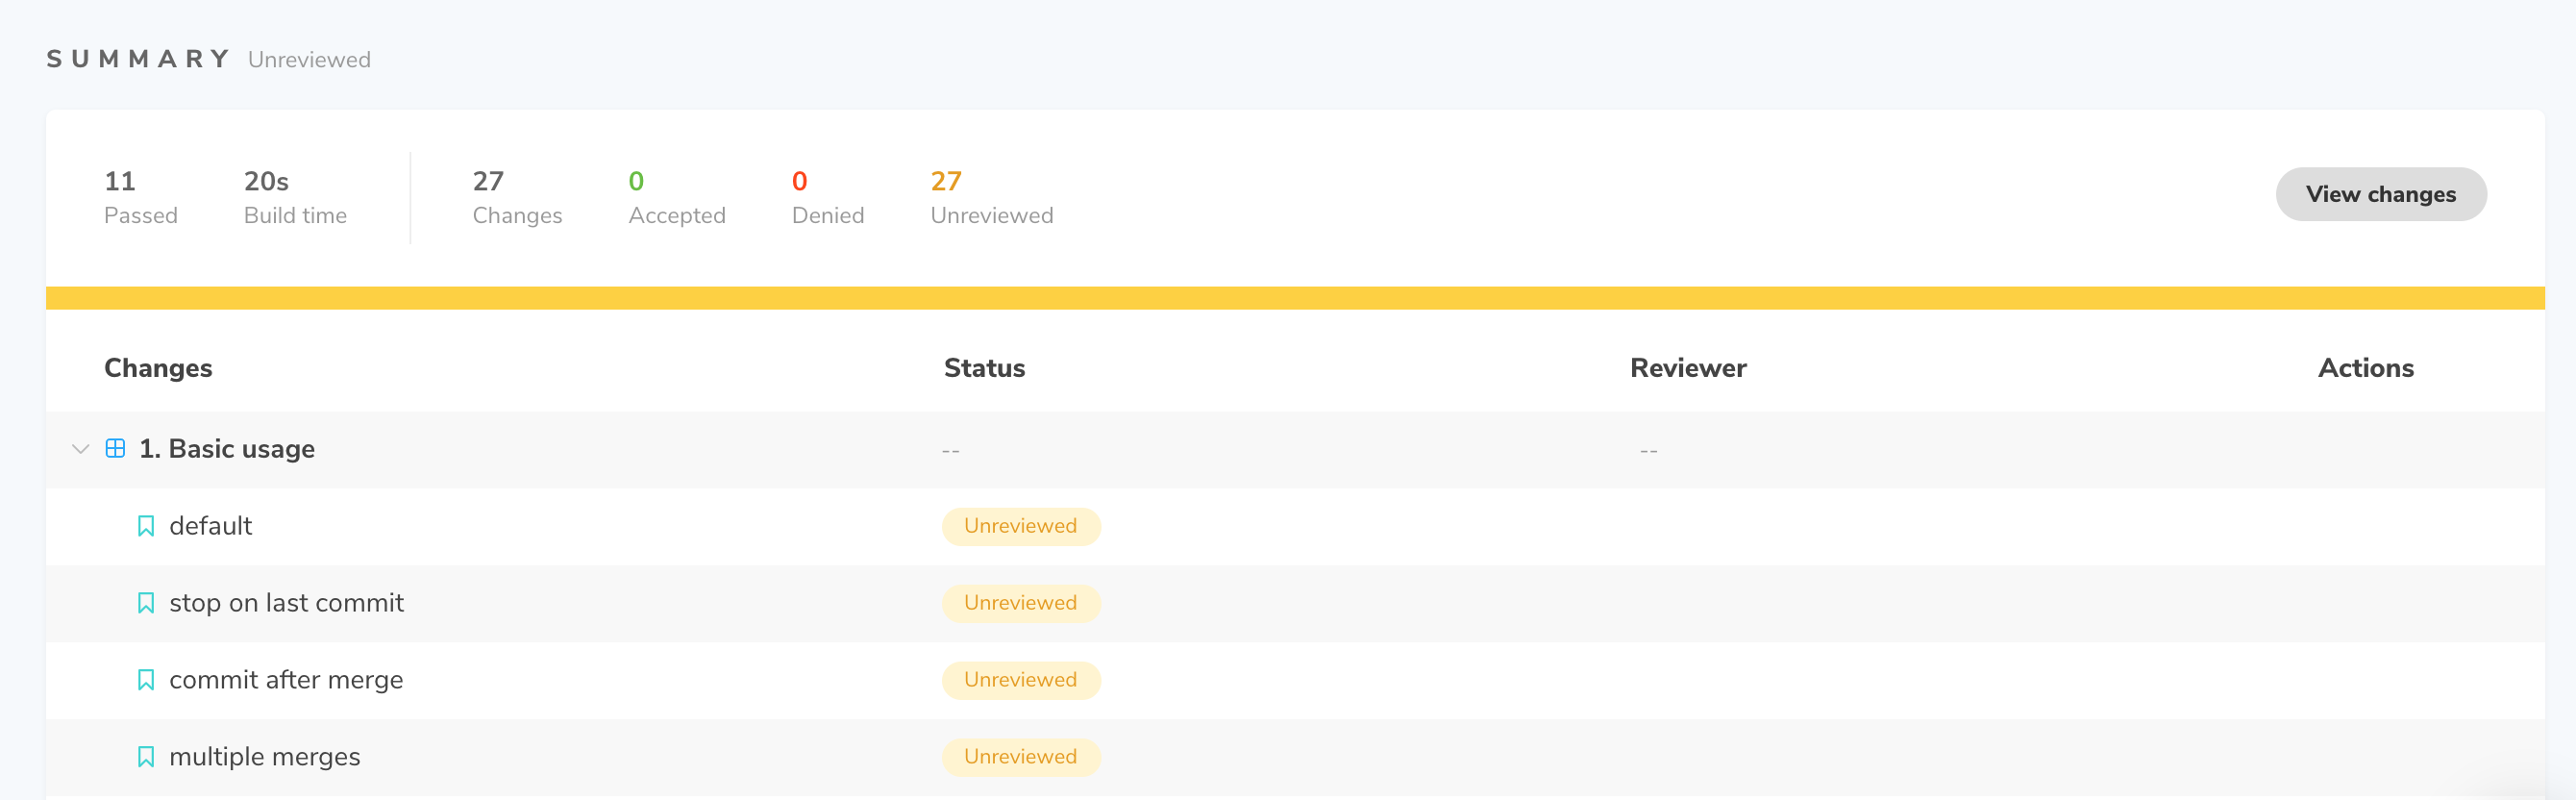 SUMMARY Unreviewed
11 20s 27 0 0 27
Passed Build time Changes Accepted Denied Unreviewed
View changes
Changes Status Reviewer Actions
1. Basic usage -- --
default Unreviewed
stop on last commit Unreviewed
commit after merge Unreviewed
multiple merges Unreviewed